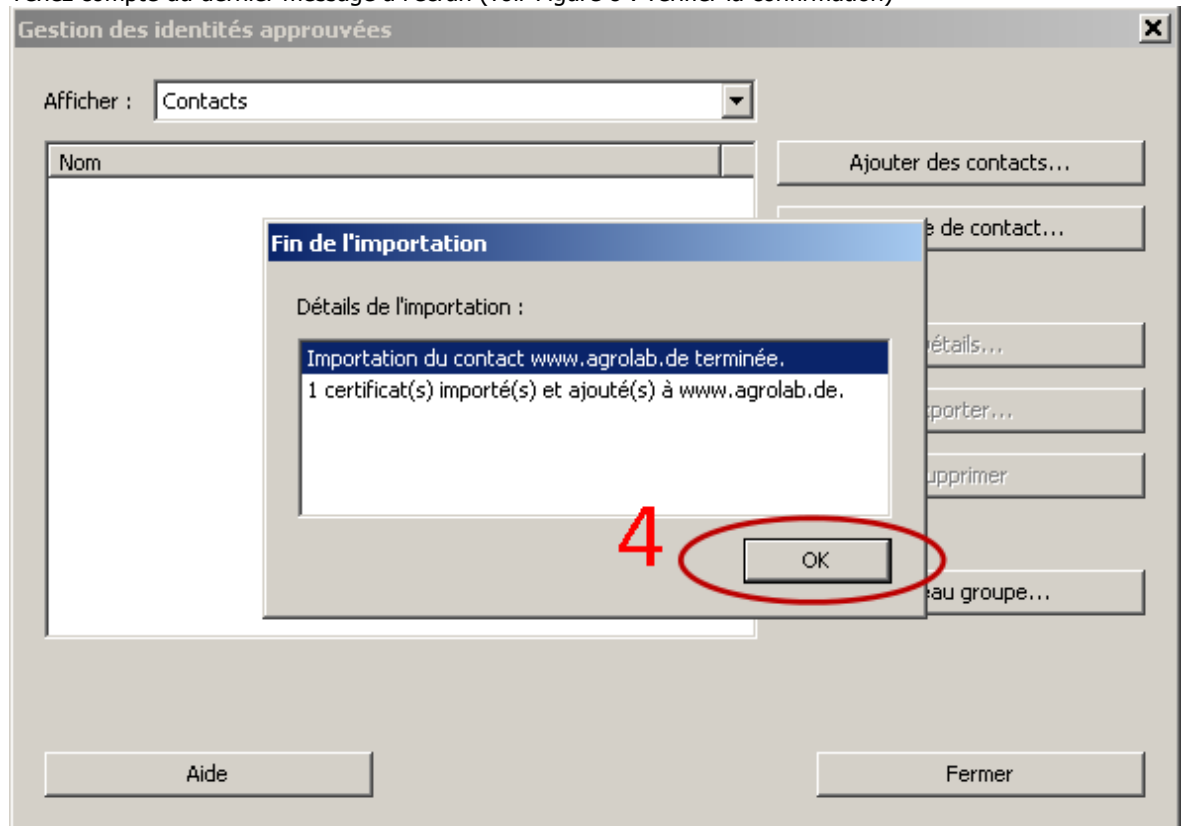 Gestion des identités approuvées
Afficher : Contacts
Nom
Ajouter des contacts...
de contact...
Fin de l'importation
Détails de l'importation :
Importation du contact www.agrolab.de terminée.
1 certificat(s) importé(s) et ajouté(s) à www.agrolab.de.
étails...
xporter...
upprimer
4
OK
eau groupe...
Aide
Fermer